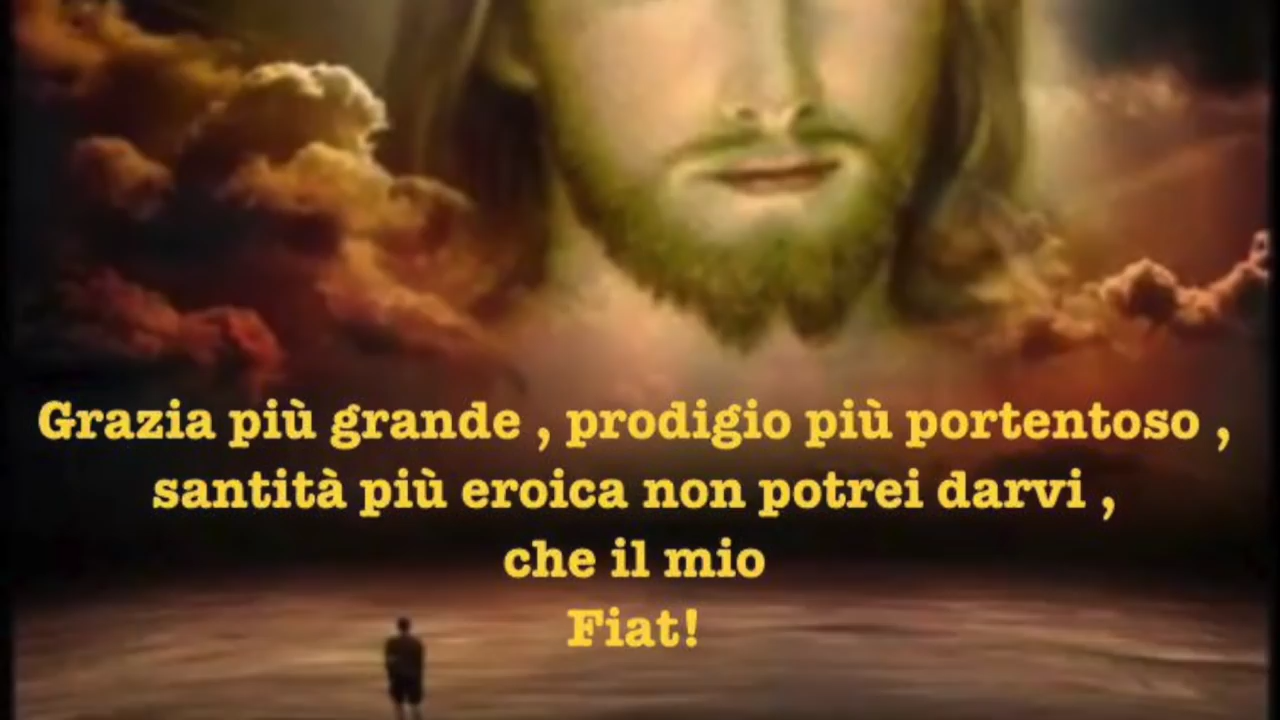 Grazia più grande , prodigio più portentoso ,
santità più eroica non potrei darvi ,
che il mio
Fiat!